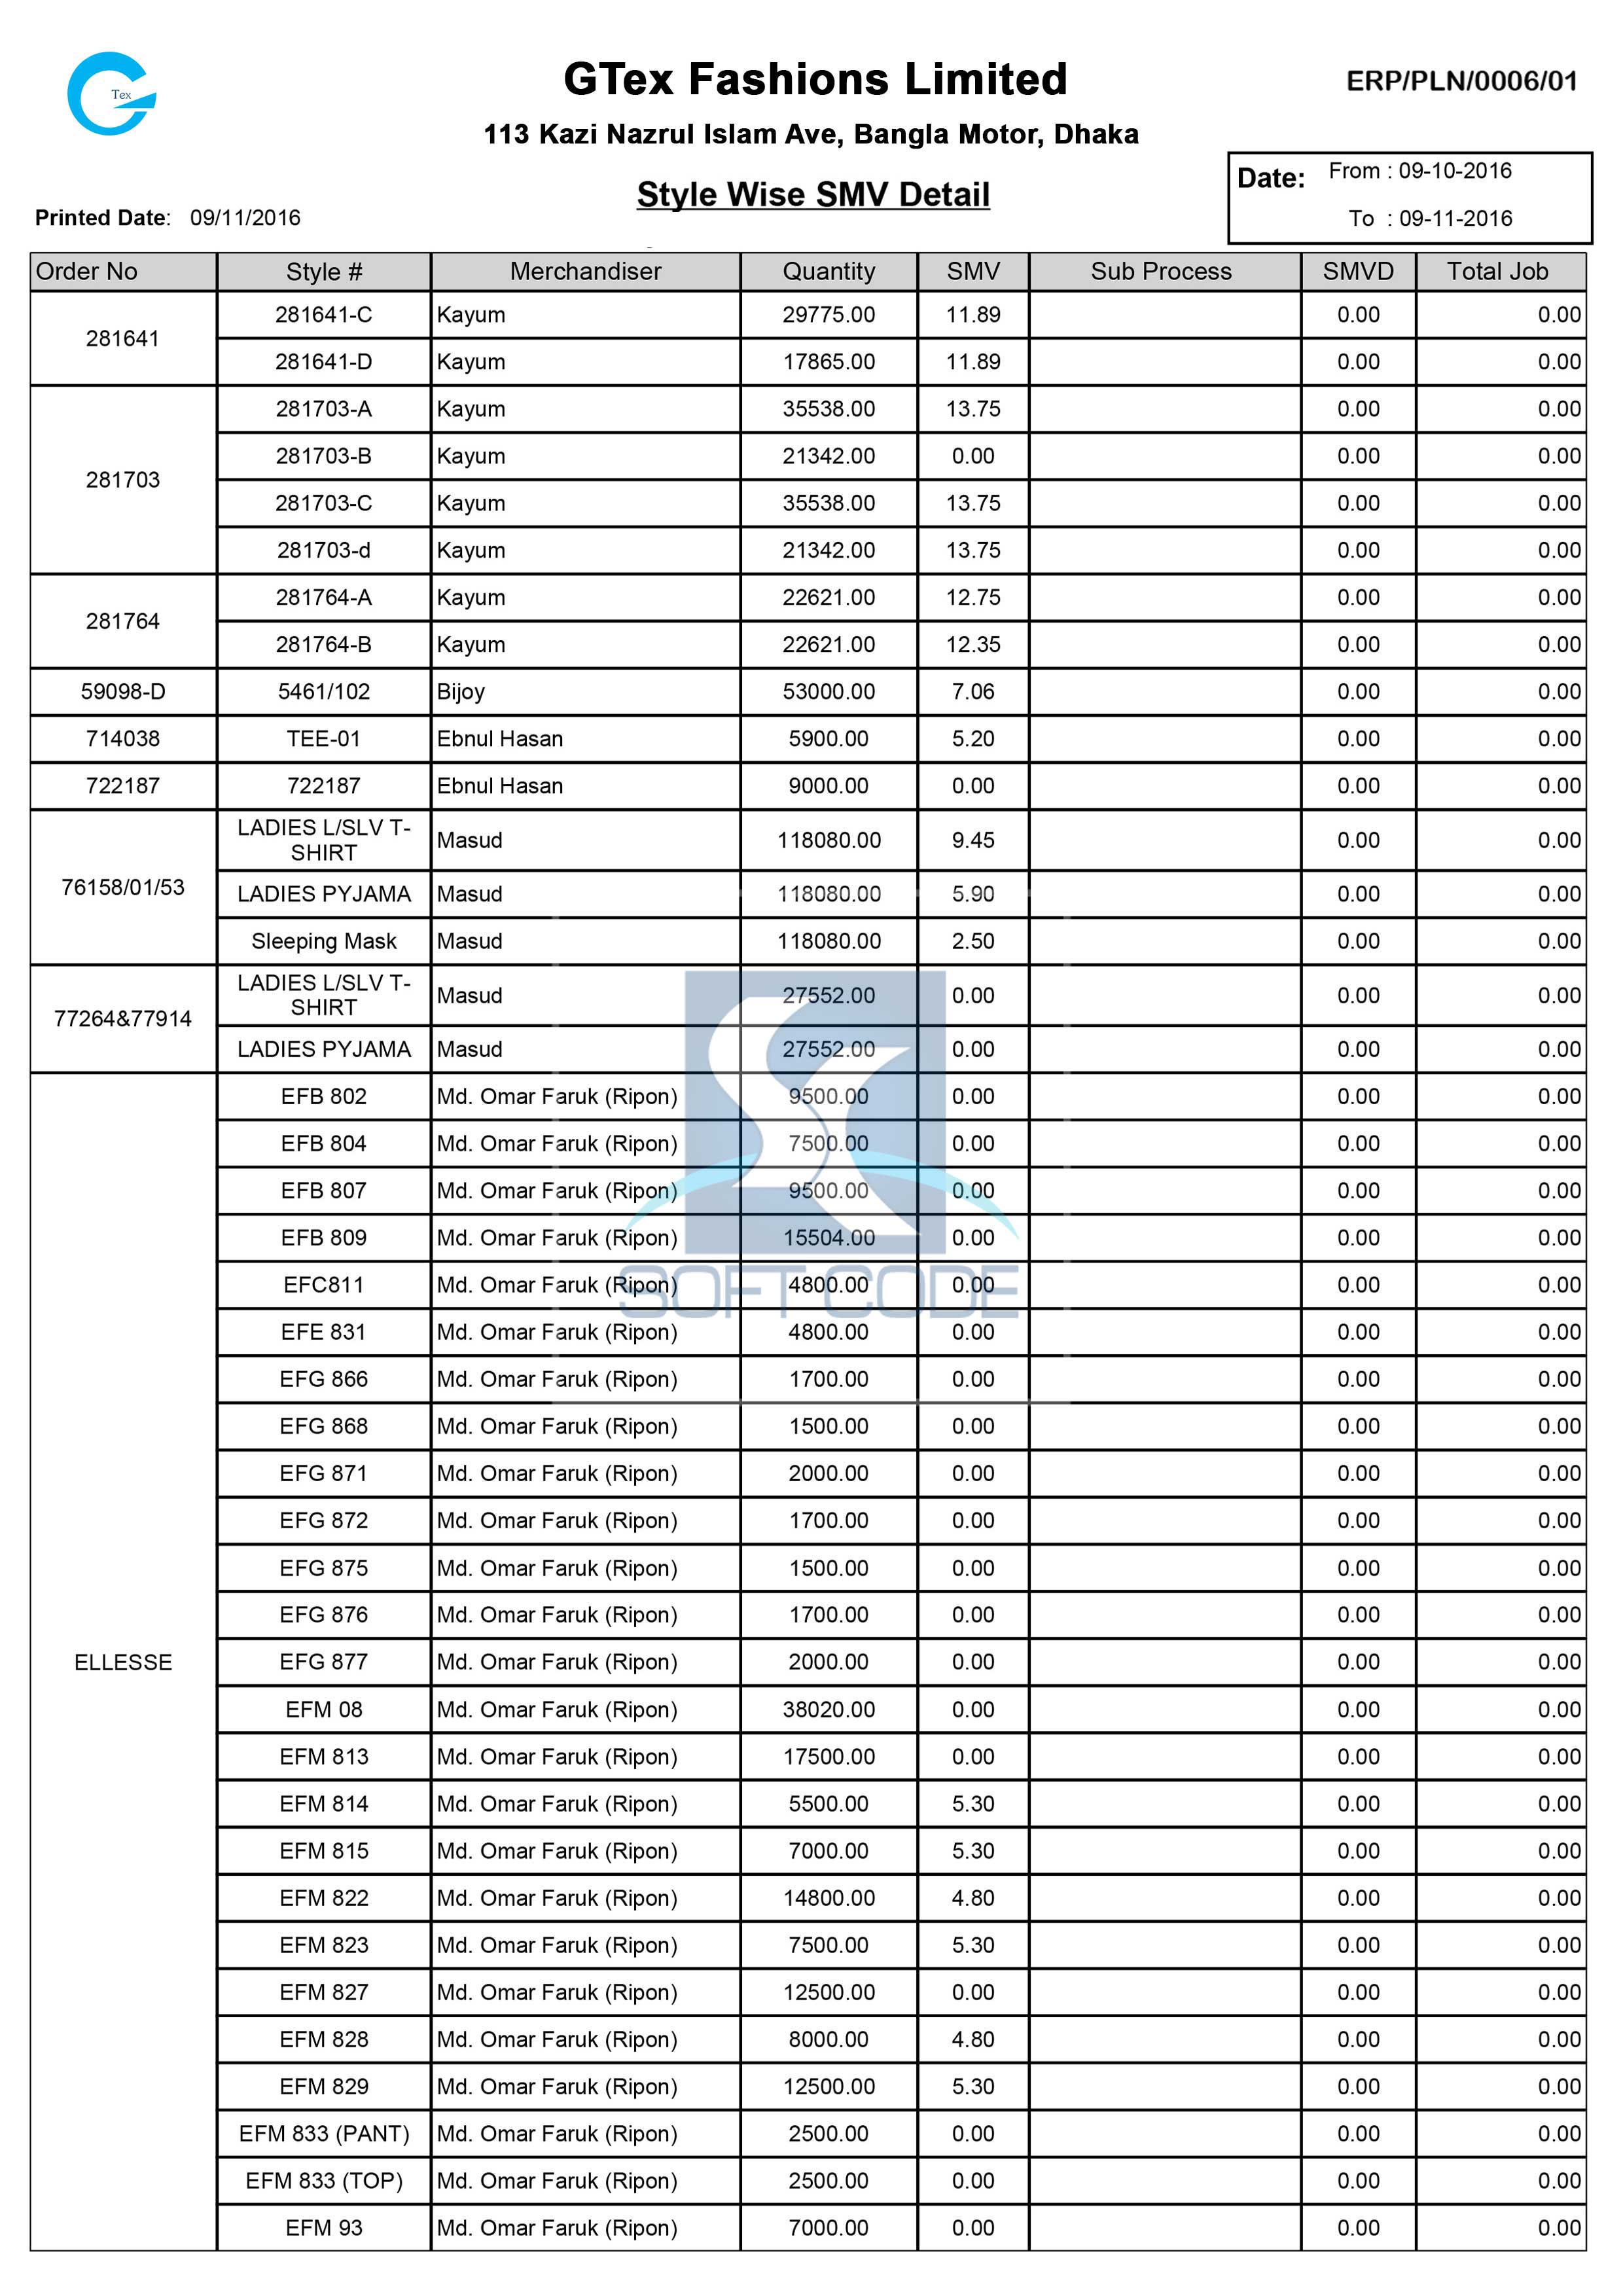 Tex
GTex Fashions Limited
ERP/PLN/0006/01
113 Kazi Nazrul Islam Ave, Bangla Motor, Dhaka
Style Wise SMV Detail
Date: From : 09-10-2016
To : 09-11-2016
Printed Date: 09/11/2016
Order No Style # Merchandiser Quantity SMV Sub Process SMVD Total Job
281641
281641-C Kayum 29775.00 11.89 0.00 0.00
281641-D Kayum 17865.00 11.89 0.00 0.00
281703
281703-A Kayum 35538.00 13.75 0.00 0.00
281703-B Kayum 21342.00 0.00 0.00 0.00
281703-C Kayum 35538.00 13.75 0.00 0.00
281703-d Kayum 21342.00 13.75 0.00 0.00
281764
281764-A Kayum 22621.00 12.75 0.00 0.00
281764-B Kayum 22621.00 12.35 0.00 0.00
59098-D 5461/102 Bijoy 53000.00 7.06 0.00 0.00
714038 TEE-01 Ebnul Hasan 5900.00 5.20 0.00 0.00
722187 722187 Ebnul Hasan 9000.00 0.00 0.00 0.00
76158/01/53
LADIES L/SLV T-
SHIRT Masud 118080.00 9.45 0.00 0.00
LADIES PYJAMA Masud 118080.00 5.90 0.00 0.00
Sleeping Mask Masud 118080.00 2.50 0.00 0.00
77264&77914
LADIES L/SLV T-
SHIRT Masud 27552.00 0.00 0.00 0.00
LADIES PYJAMA Masud 27552.00 0.00 0.00 0.00
ELLESSE
EFB 802 Md. Omar Faruk (Ripon) 9500.00 0.00 0.00 0.00
EFB 804 Md. Omar Faruk (Ripon) 7500.00 0.00 0.00 0.00
EFB 807 Md. Omar Faruk (Ripon) 9500.00 0.00 0.00 0.00
EFB 809 Md. Omar Faruk (Ripon) 15504.00 0.00 0.00 0.00
EFC811 Md. Omar Faruk (Ripon) 4800.00 0.00 0.00 0.00
SOFT CODE
EFE 831 Md. Omar Faruk (Ripon) 4800.00 0.00 0.00 0.00
EFG 866 Md. Omar Faruk (Ripon) 1700.00 0.00 0.00 0.00
EFG 868 Md. Omar Faruk (Ripon) 1500.00 0.00 0.00 0.00
EFG 871 Md. Omar Faruk (Ripon) 2000.00 0.00 0.00 0.00
EFG 872 Md. Omar Faruk (Ripon) 1700.00 0.00 0.00 0.00
EFG 875 Md. Omar Faruk (Ripon) 1500.00 0.00 0.00 0.00
EFG 876 Md. Omar Faruk (Ripon) 1700.00 0.00 0.00 0.00
EFG 877 Md. Omar Faruk (Ripon) 2000.00 0.00 0.00 0.00
EFM 08 Md. Omar Faruk (Ripon) 38020.00 0.00 0.00 0.00
EFM 813 Md. Omar Faruk (Ripon) 17500.00 0.00 0.00 0.00
EFM 814 Md. Omar Faruk (Ripon) 5500.00 5.30 0.00 0.00
EFM 815 Md. Omar Faruk (Ripon) 7000.00 5.30 0.00 0.00
EFM 822 Md. Omar Faruk (Ripon) 14800.00 4.80 0.00 0.00
EFM 823 Md. Omar Faruk (Ripon) 7500.00 5.30 0.00 0.00
EFM 827 Md. Omar Faruk (Ripon) 12500.00 0.00 0.00 0.00
EFM 828 Md. Omar Faruk (Ripon) 8000.00 4.80 0.00 0.00
EFM 829 Md. Omar Faruk (Ripon) 12500.00 5.30 0.00 0.00
EFM 833 (PANT) Md. Omar Faruk (Ripon) 2500.00 0.00 0.00 0.00
EFM 833 (TOP) Md. Omar Faruk (Ripon) 2500.00 0.00 0.00 0.00
EFM 93 Md. Omar Faruk (Ripon) 7000.00 0.00 0.00 0.00